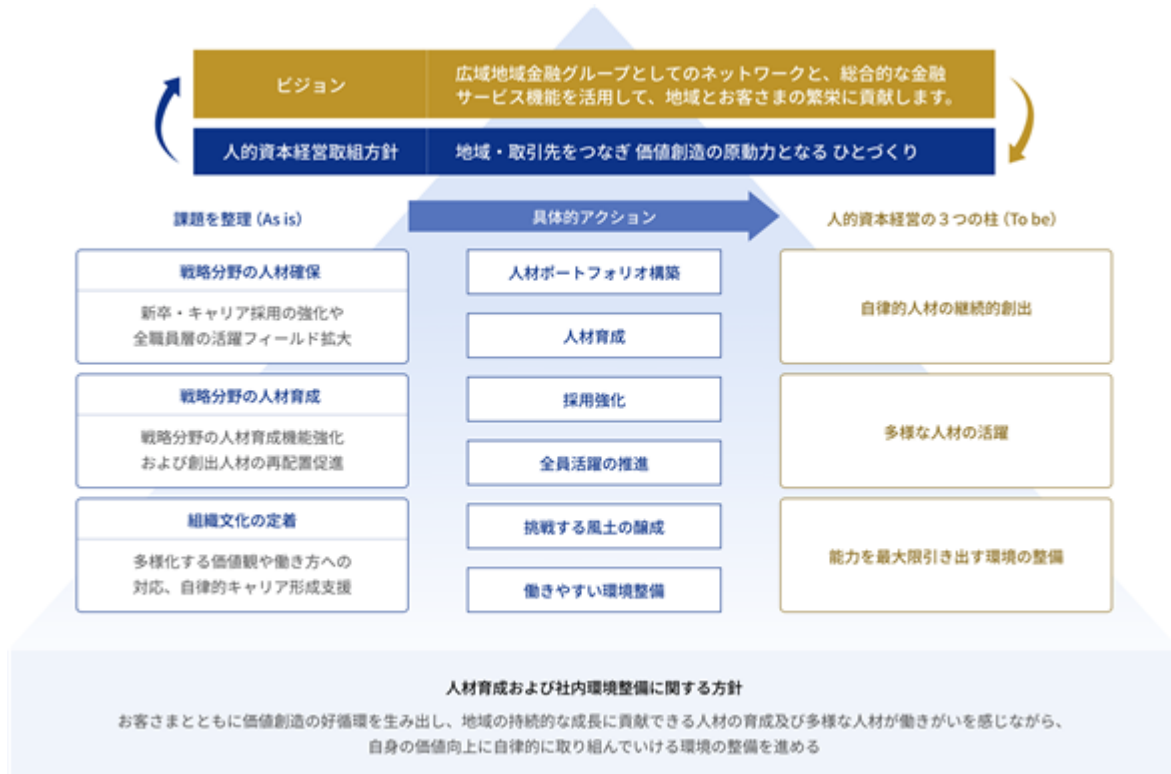 ビジョン
広域地域金融グループとしてのネットワークと、総合的な金融
サービス機能を活用して、地域とお客さまの繁栄に貢献します。
人的資本経営取組方針
地域・取引先をつなぎ 価値創造の原動力となる ひとづくり
課題を整理（As is）
具体的アクション
人的資本経営の３つの柱（To be）
戦略分野の人材確保
新卒・キャリア採用の強化や
全職員層の活躍フィールド拡大
戦略分野の人材育成
戦略分野の人材育成機能強化
および創出人材の再配置促進
組織文化の定着
多様化する価値観や働き方への
対応、自律的キャリア形成支援
人材ポートフォリオ構築
人材育成
採用強化
全員活躍の推進
挑戦する風土の醸成
働きやすい環境整備
自律的人材の継続的創出
多様な人材の活躍
能力を最大限引き出す環境の整備
人材育成および社内環境整備に関する方針
お客さまとともに価値創造の好循環を生み出し、地域の持続的な成長に貢献できる人材の育成及び多様な人材が働きがいを感じながら、
自身の価値向上に自律的に取り組んでいける環境の整備を進める